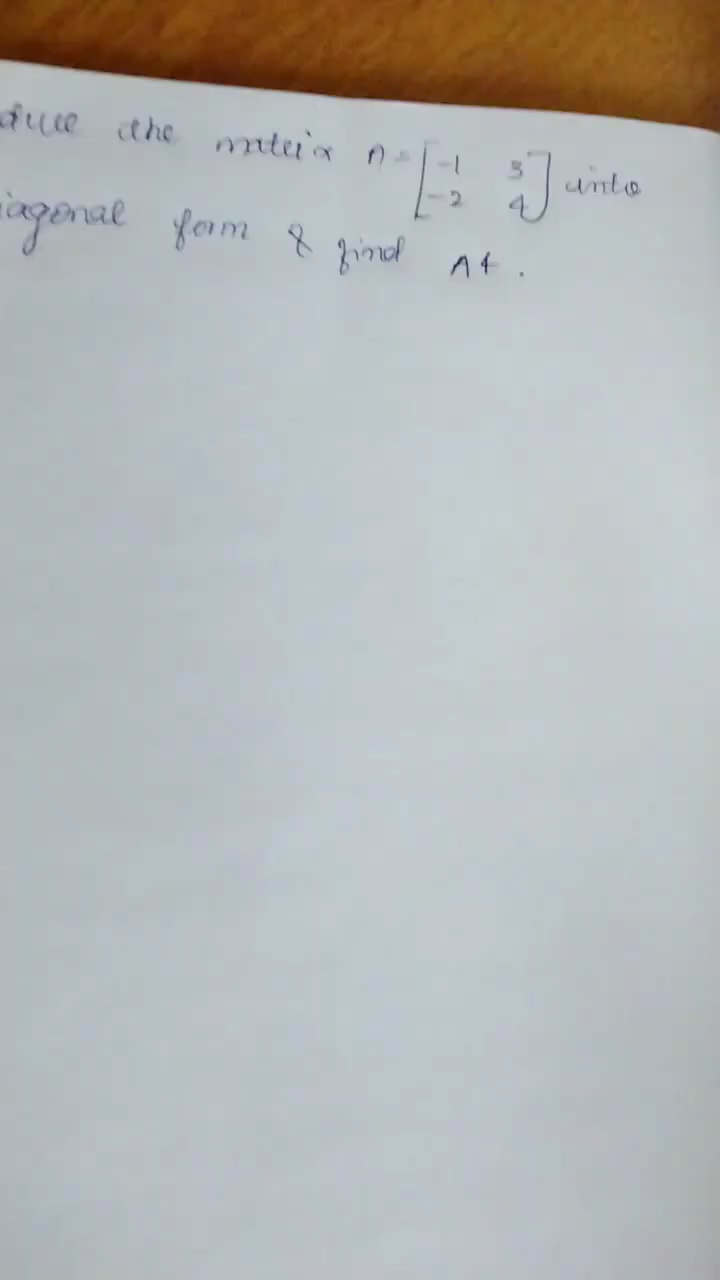 duce the matrix A = [-1 3
-2 4] into
iagonal form & find A4.